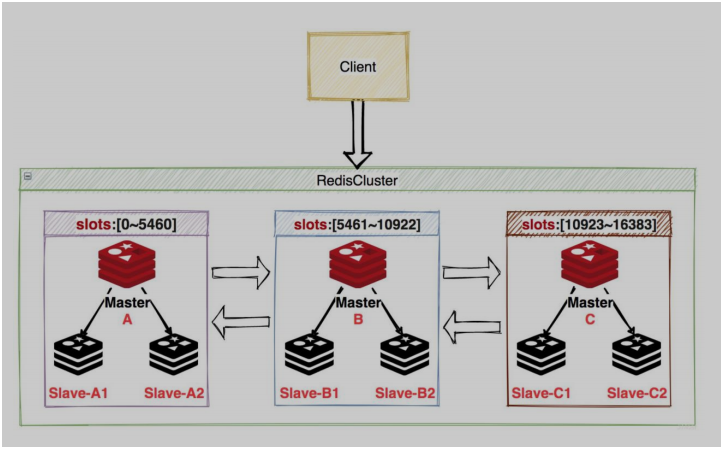 Client
RedisCluster
slots:[0~5460]
slots:[5461~10922]
slots:[10923~16383]
Master
A
Master
B
Master
C
Slave-A1
Slave-A2
Slave-B1
Slave-B2
Slave-C1
Slave-C2